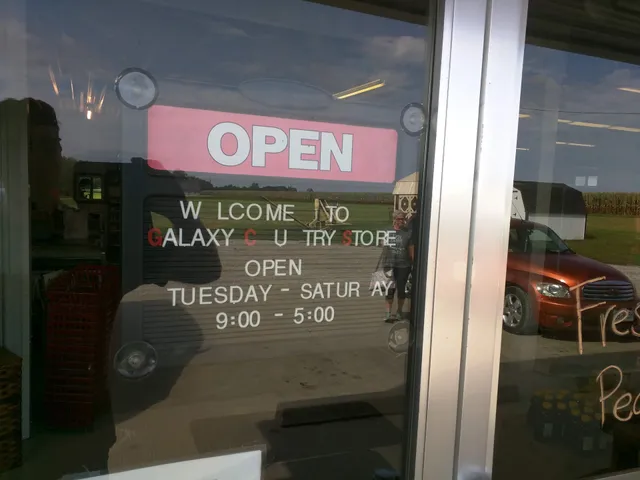 OPEN
W LCOME TO
GALAXY C U TRY STORE
OPEN
TUESDAY - SATUR AY
9:00 - 5:00
Fres
Pea